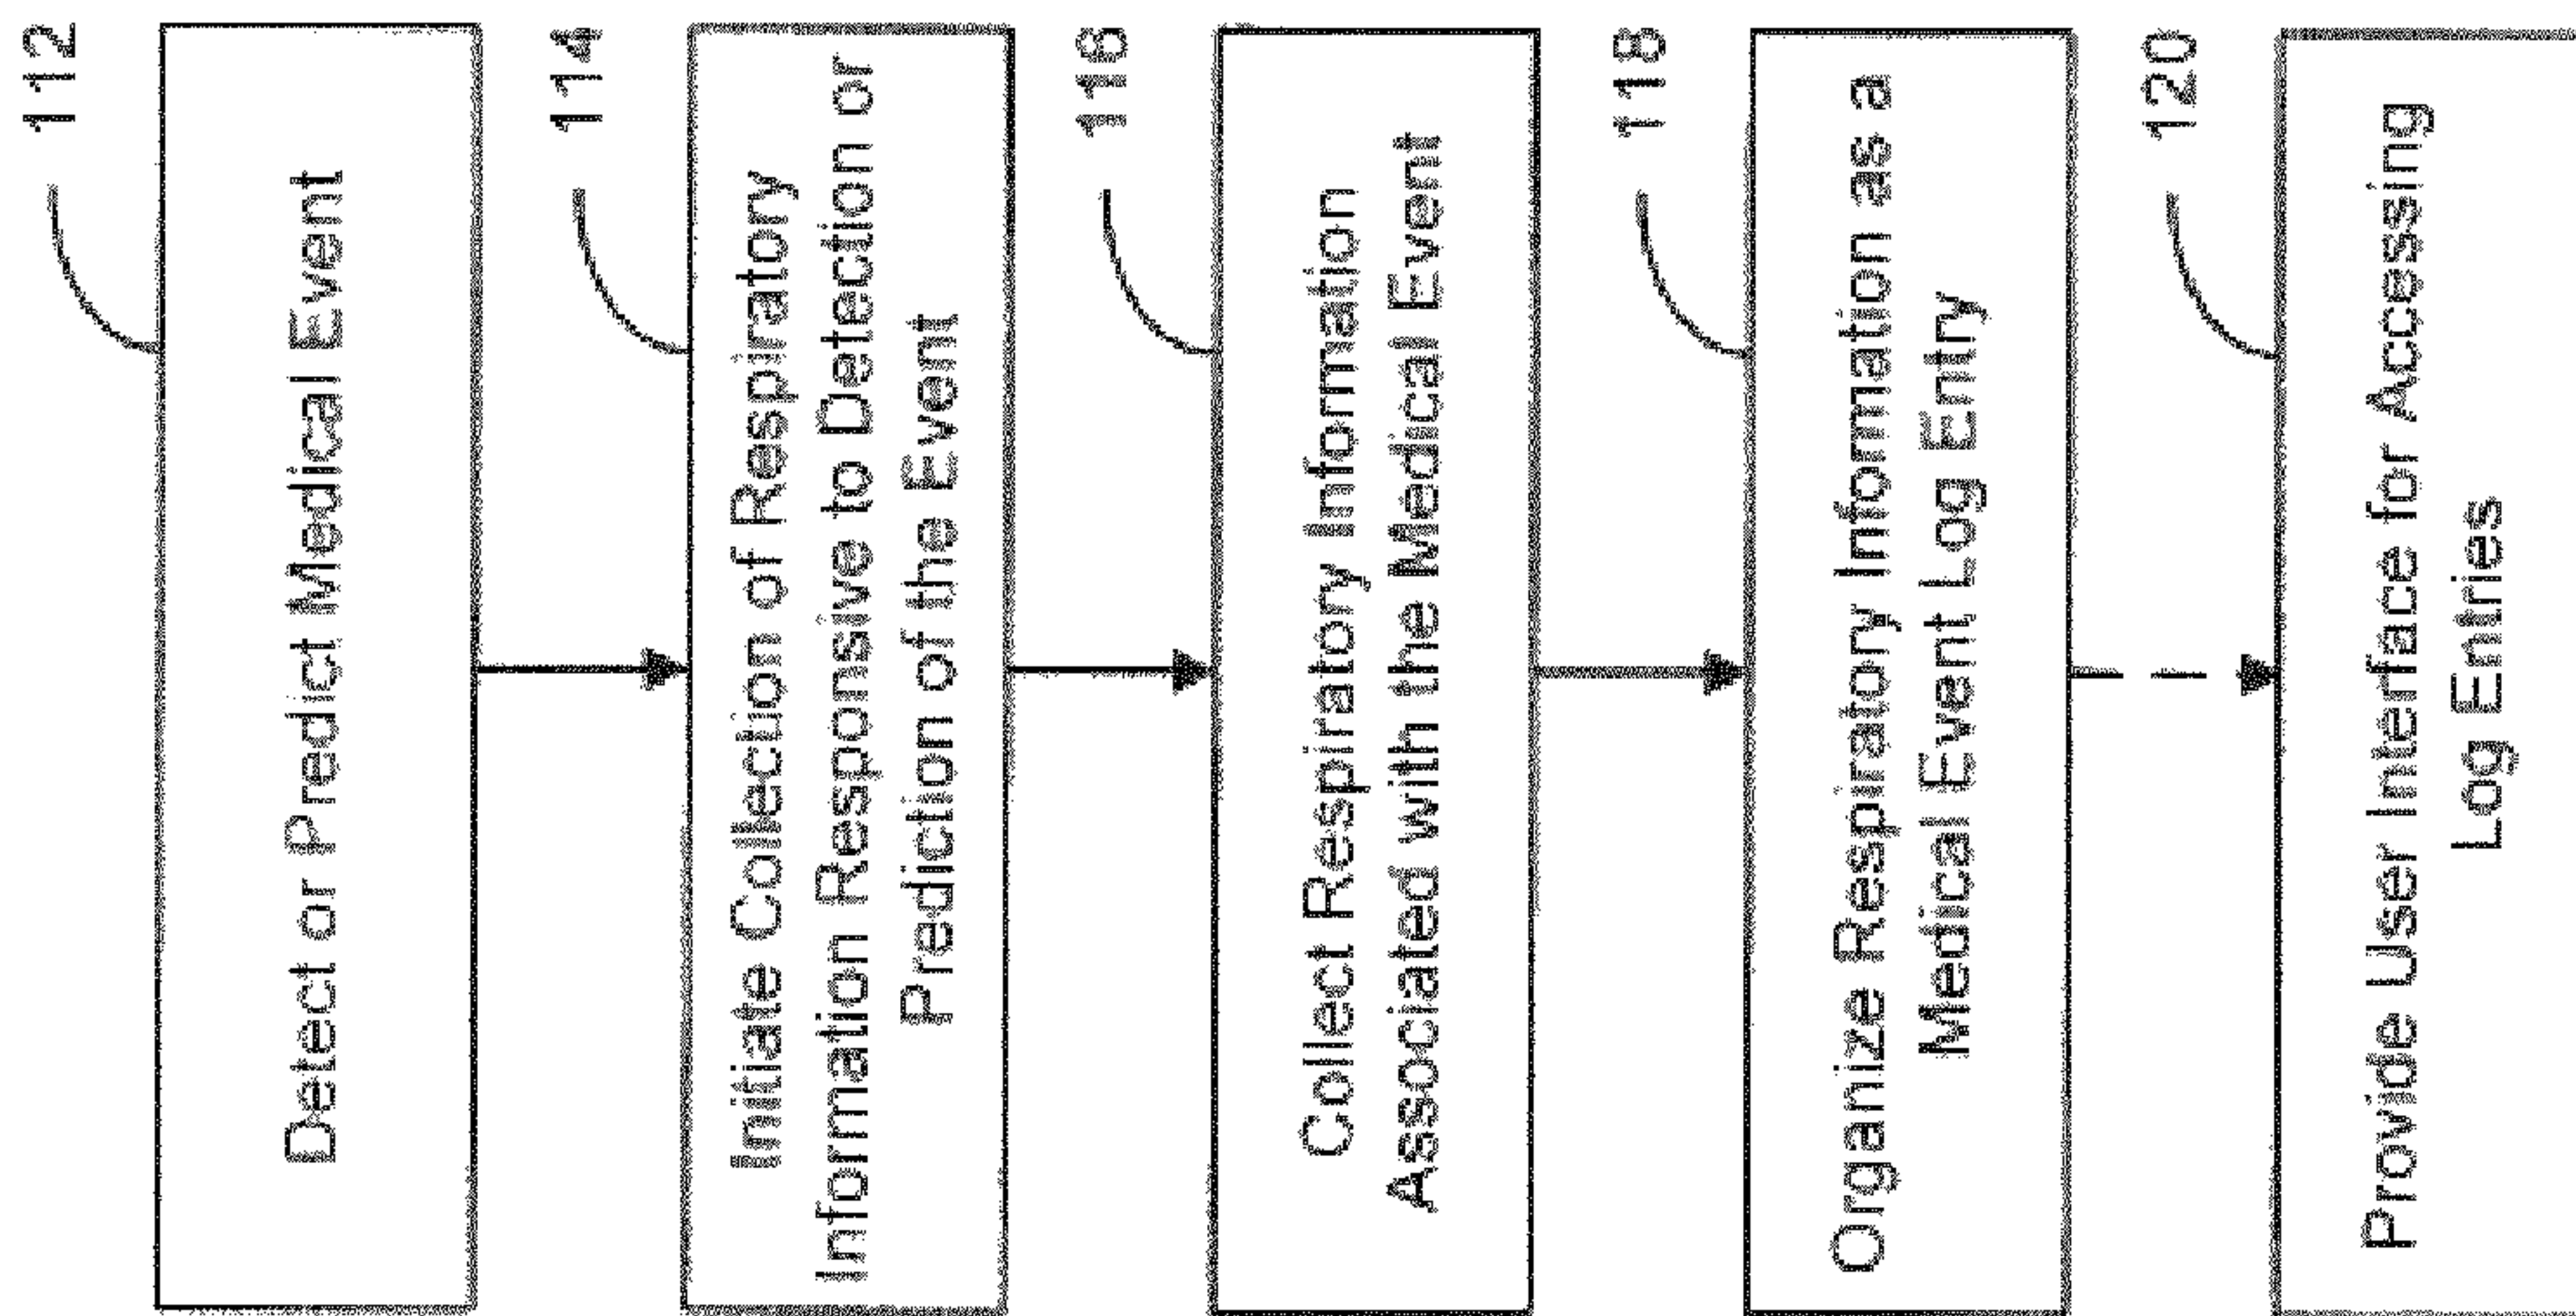 112
Detect or Predict Medical Event
114
Initiate Collection of Respiratory
Information Responsive to Detection or
Prediction of the Event
116
Collect Respiratory Information
Associated with the Medical Event
118
Organize Respiratory Information as a
Medical Event Log Entry
120
Provide User Interface for Accessing
Log Entries